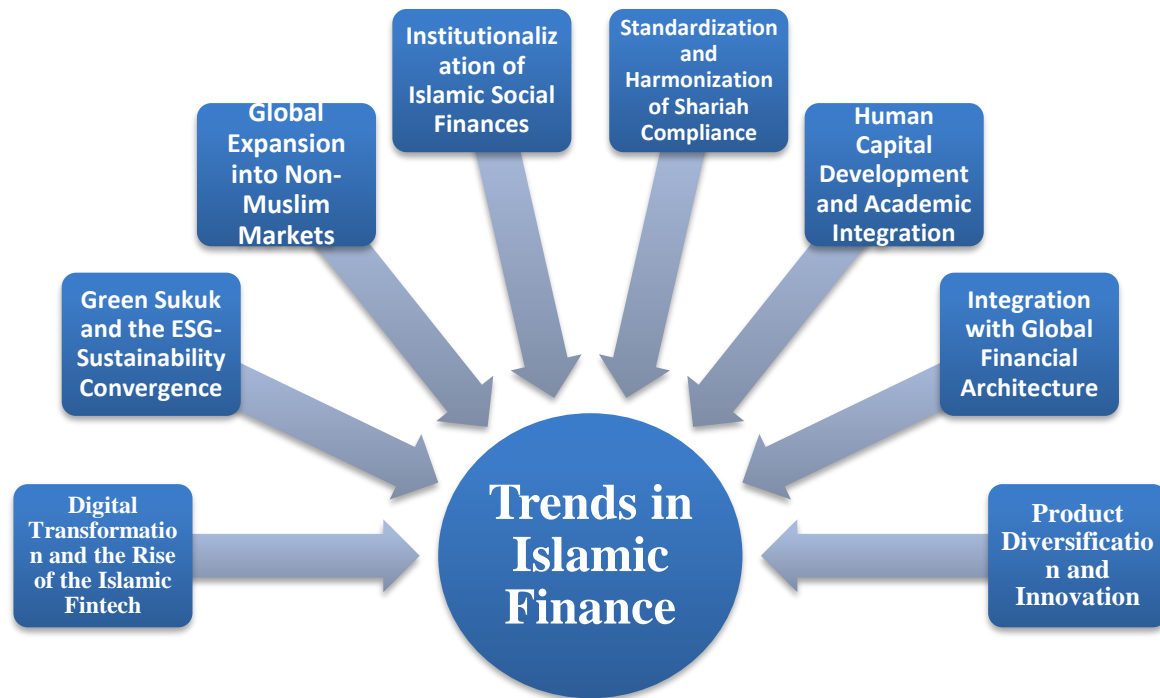 Institutionaliz
ation of
Islamic Social
Finances
Standardization
and
Harmonization
of Shariah
Compliance
Global
Expansion
into Non-
Muslim
Markets
Human
Capital
Development
and Academic
Integration
Green Sukuk
and the ESG-
Sustainability
Convergence
Integration
with Global
Financial
Architecture
Digital
Transformatio
n and the Rise
of the Islamic
Fintech
Trends in
Islamic
Finance
Product
Diversificatio
n and
Innovation